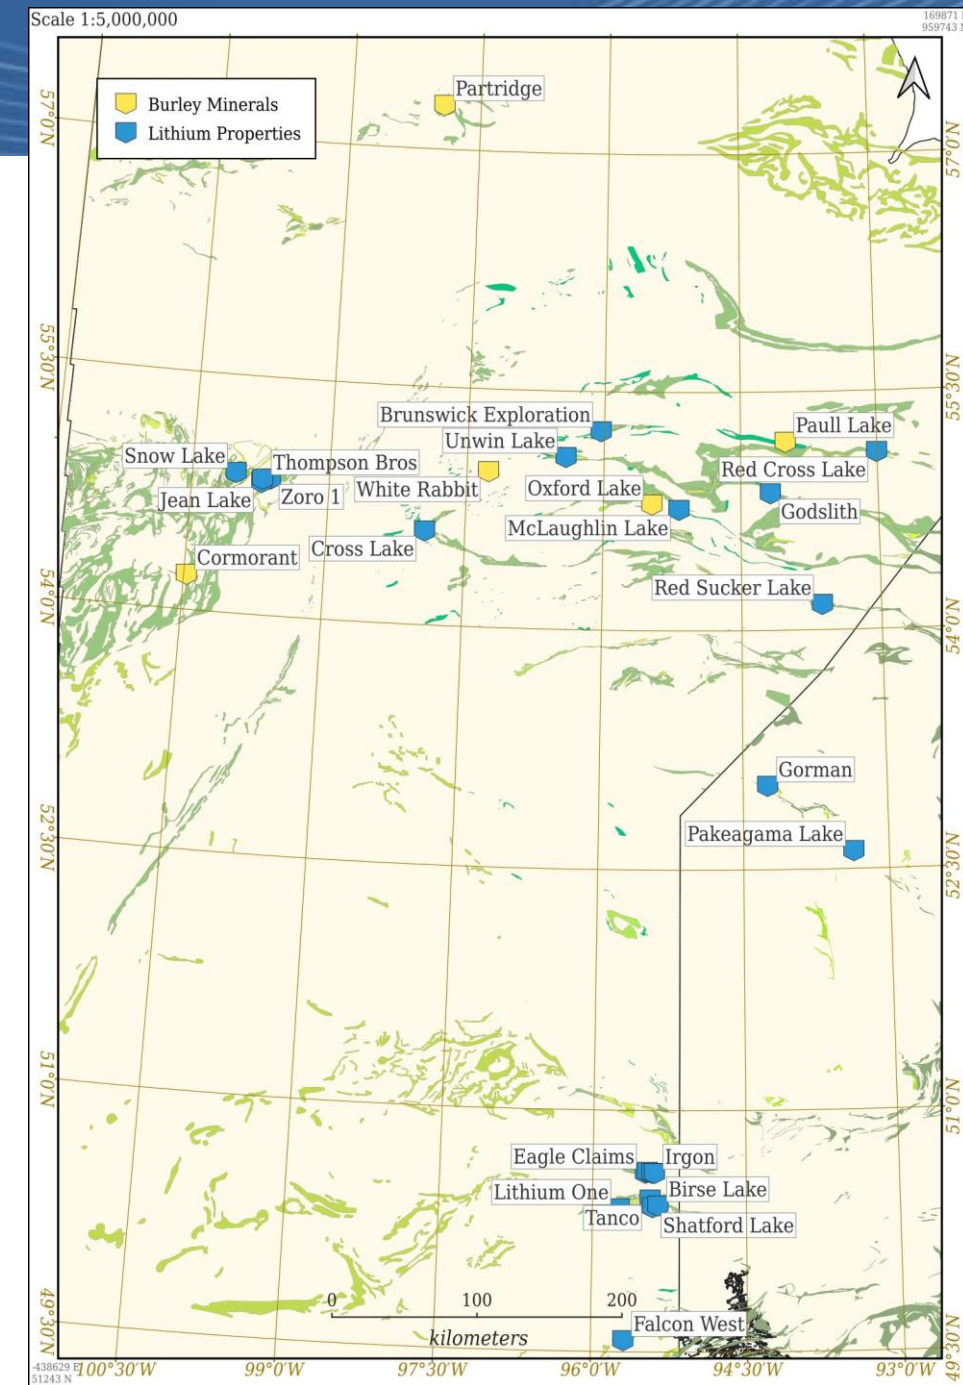 Scale 1:5,000,000
169871 
959743 N
Burley Minerals
Lithium Properties
Partridge
57°0'N
57°0'N
55°30'N
55°30'N
Brunswick Exploration
Paull Lake
Unwin Lake
Snow Lake
Thompson Bros
Red Cross Lake
White Rabbit
Oxford Lake
Jean Lake
Zoro 1
Godslith
McLaughlin Lake
Cross Lake
Cormorant
Red Sucker Lake
54°0'N
54°0'N
Gorman
Pakeagama Lake
52°30'N
52°30'N
51°0'N
51°0'N
Eagle Claims
Irgon
Lithium One
Birse Lake
Tanco
Shatford Lake
0 100 200
kilometers
Falcon West
49°30'N
49°30'N
-438629 E
51243 N
100°30'W 99°0'W 97°30'W 96°0'W 94°30'W 93°0'W